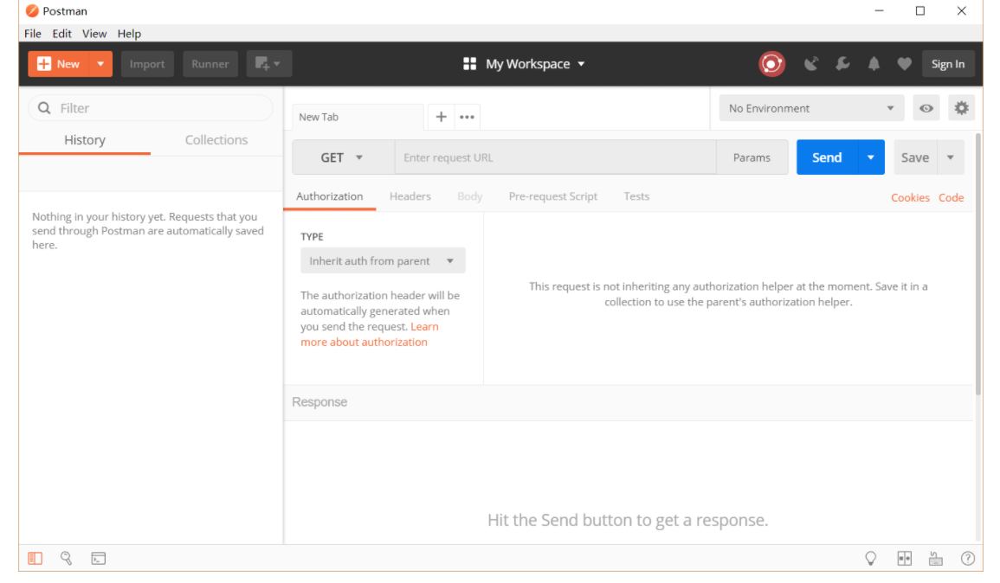 Postman
File Edit View Help
New Import Runner My Workspace Sign In
Filter
History Collections
Nothing in your history yet. Requests that you
send through Postman are automatically saved
here.
New Tab
No Environment
GET Enter request URL Params Send Save
Authorization Headers Body Pre-request Script Tests Cookies Code
TYPE
Inherit auth from parent
The authorization header will be
automatically generated when
you send the request. Learn
more about authorization
This request is not inheriting any authorization helper at the moment. Save it in a
collection to use the parent's authorization helper.
Response
Hit the Send button to get a response.